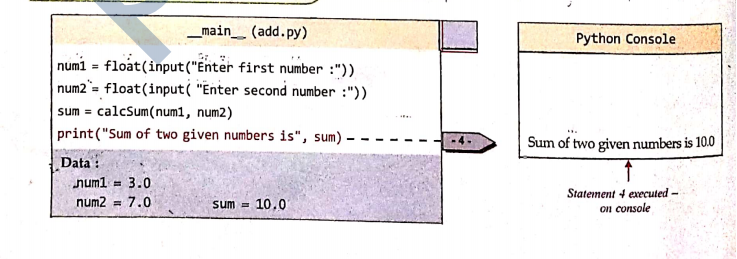 __main__ (add.py)
num1 = float(input("Enter first number :"))
num2 = float(input( "Enter second number :"))
sum = calcSum(num1, num2)
print("Sum of two given numbers is", sum)
-4-
Data :
num1 = 3.0
num2 = 7.0 sum = 10.0
Python Console
Sum of two given numbers is 10.0
Statement 4 executed –
on console